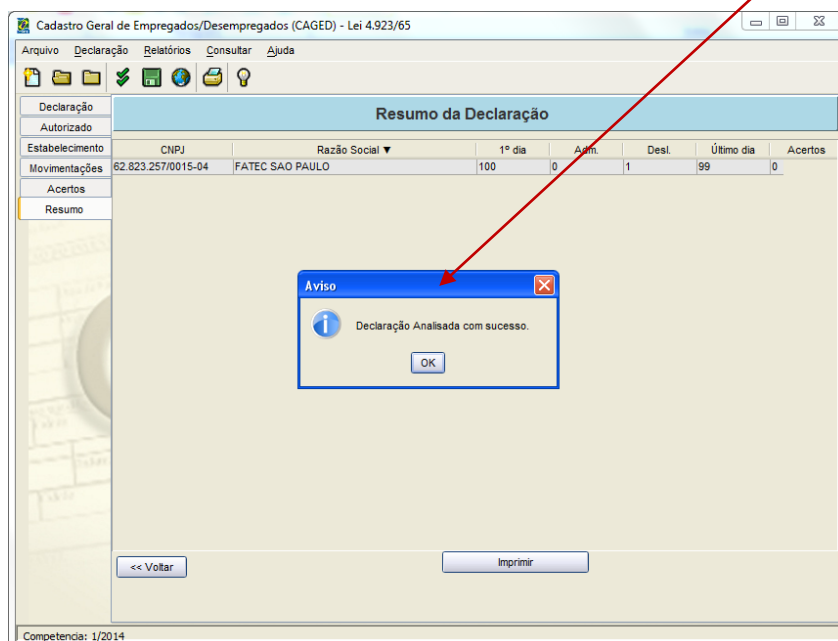 Cadastro Geral de Empregados/Desempregados (CAGED) - Lei 4.923/65
Arquivo Declaração Relatórios Consultar Ajuda
Declaração
Autorizado
Estabelecimento
Movimentações
Acertos
Resumo
Resumo da Declaração
CNPJ Razão Social ▼ 1º dia Adm. Desl. Último dia Acertos
62.823.257/0015-04 FATEC SAO PAULO 100 0 1 99 0
Aviso
Declaração Analisada com sucesso.
OK
<< Voltar Imprimir
Competencia: 1/2014